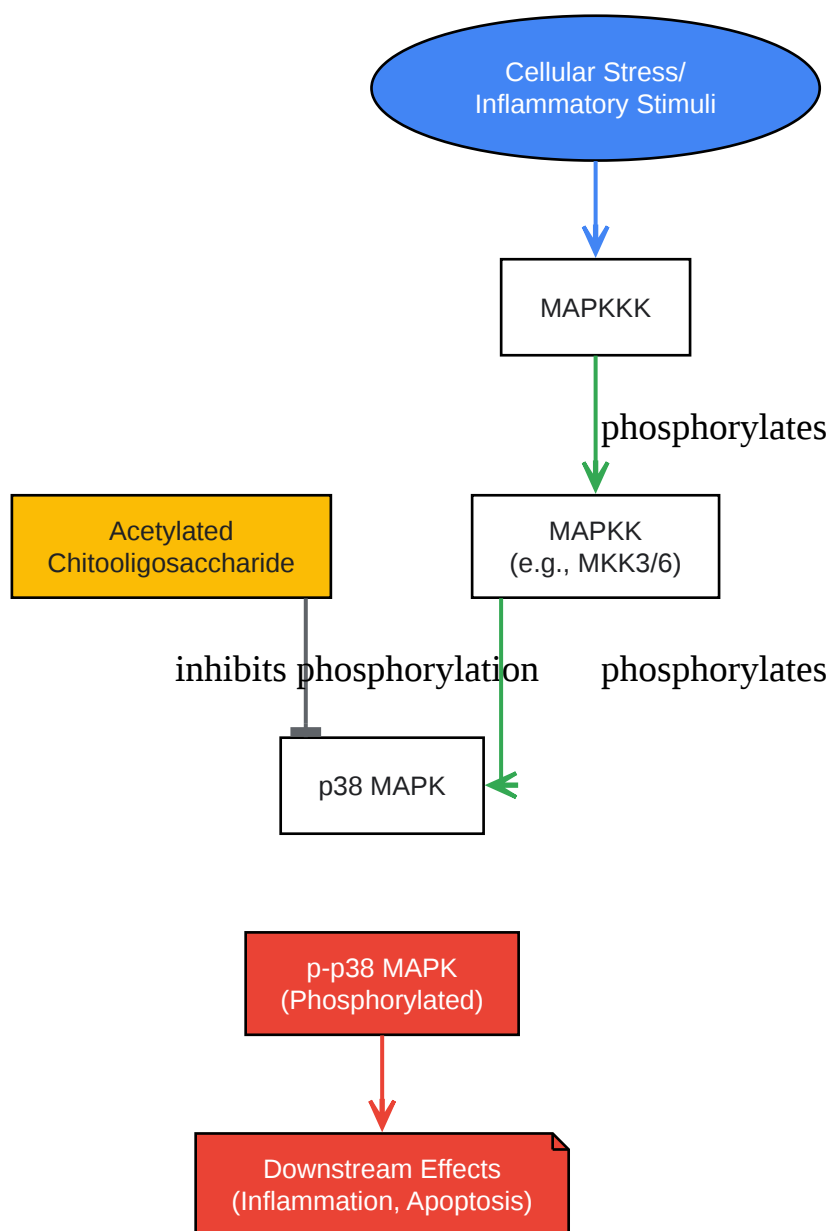 Cellular Stress/
Inflammatory Stimuli
MAPKKK
phosphorylates
Acetylated
Chitooligosaccharide
MAPKK
(e.g., MKK3/6)
inhibits phosphorylation
phosphorylates
p38 MAPK
p-p38 MAPK
(Phosphorylated)
Downstream Effects
(Inflammation, Apoptosis)